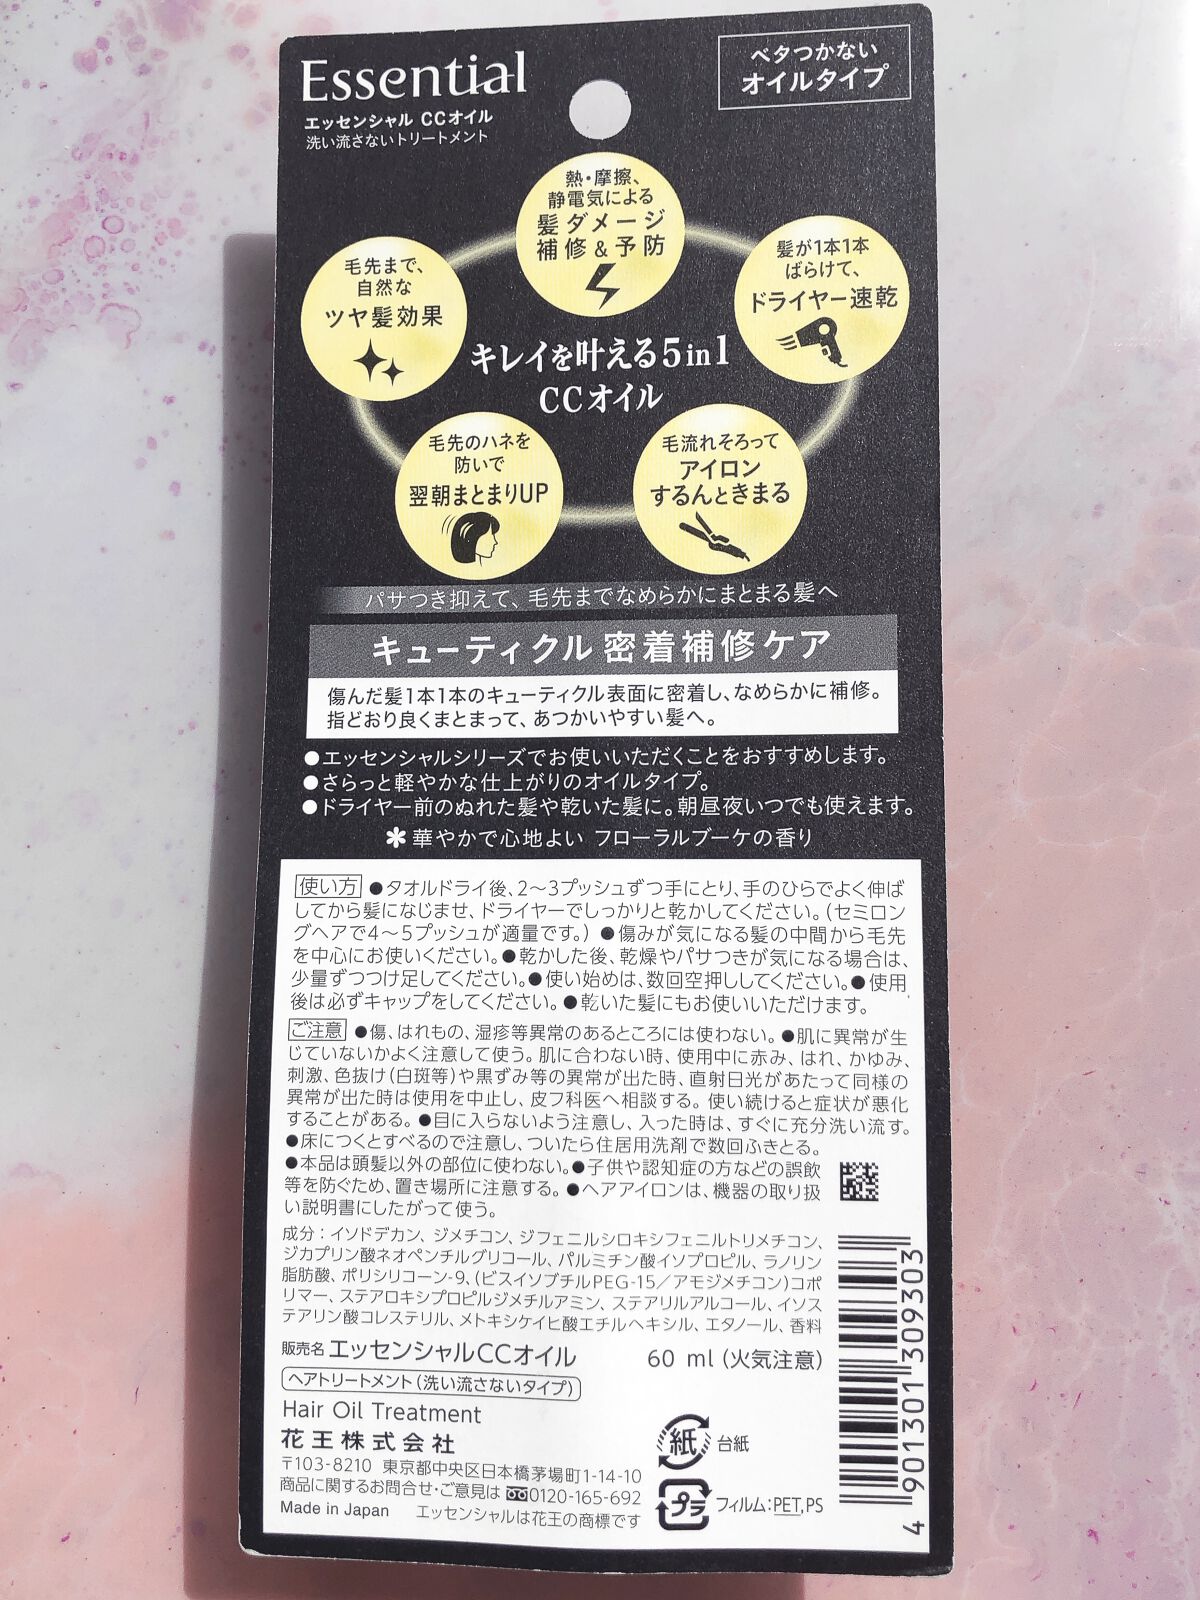 Essential
エッセンシャル CCオイル
洗い流さないトリートメント
ベタつかない
オイルタイプ
熱・摩擦、
静電気による
髪ダメージ
補修&予防
毛先まで、
自然な
ツヤ髪効果
髪が1本1本
ばらけて、
ドライヤー速乾
キレイを叶える5in1
CCオイル
毛先のハネを
防いで
翌朝まとまりUP
毛流れそろって
アイロン
するんときまる
パサつき抑えて、毛先までなめらかにまとまる髪へ
キューティクル 密着補修ケア
傷んだ髪1本1本のキューティクル表面に密着し、なめらかに補修。
指どおり良くまとまって、あつかいやすい髪へ。
●エッセンシャルシリーズでお使いいただくことをおすすめします。
●さらっと軽やかな仕上がりのオイルタイプ。
●ドライヤー前のぬれた髪や乾いた髪に。朝昼夜いつでも使えます。
✻華やかで心地よい フローラルブーケの香り
使い方 ●タオルドライ後、2〜3プッシュずつ手にとり、手のひらでよく伸ば
してから髪になじませ、ドライヤーでしっかりと乾かしてください。(セミロン
グヘアで4〜5プッシュが適量です。) ●傷みが気になる髪の中間から毛先
を中心にお使いください。●乾かした後、乾燥やパサつきが気になる場合は、
少量ずつつけ足してください。●使い始めは、数回空押ししてください。●使用
後は必ずキャップをしてください。●乾いた髪にもお使いいただけます。
ご注意 ●傷、はれもの、湿疹等異常のあるところには使わない。●肌に異常が生
じていないかよく注意して使う。肌に合わない時、使用中に赤み、はれ、かゆみ、
刺激、色抜け(白斑等)や黒ずみ等の異常が出た時、直射日光があたって同様の
異常が出た時は使用を中止し、皮フ科医へ相談する。使い続けると症状が悪化
することがある。●目に入らないよう注意し、入った時は、すぐに充分洗い流す。
●床につくとすべるので注意し、ついたら住居用洗剤で数回ふきとる。
●本品は頭髪以外の部位に使わない。●子供や認知症の方などの誤飲
等を防ぐため、置き場所に注意する。●ヘアアイロンは、機器の取り扱
い説明書にしたがって使う。
成分：イソドデカン、ジメチコン、ジフェニルシロキシフェニルトリメチコン、
ジカプリン酸ネオペンチルグリコール、パルミチン酸イソプロピル、ラノリン
脂肪酸、ポリシリコーン-9、(ビスイソブチルPEG-15/アモジメチコン)コポ
リマー、ステアロキシプロピルジメチルアミン、ステアリルアルコール、イソス
テアリン酸コレステリル、メトキシケイヒ酸エチルヘキシル、エタノール、香料
販売名 エッセンシャルCCオイル 60 ml (火気注意)
ヘアトリートメント(洗い流さないタイプ)
Hair Oil Treatment
花王株式会社
〒103-8210 東京都中央区日本橋茅場町1-14-10
商品に関するお問合せ・ご意見は 0120-165-692
Made in Japan エッセンシャルは花王の商標です
紙 台紙
プラ フィルム:PET,PS
4 901301 309303